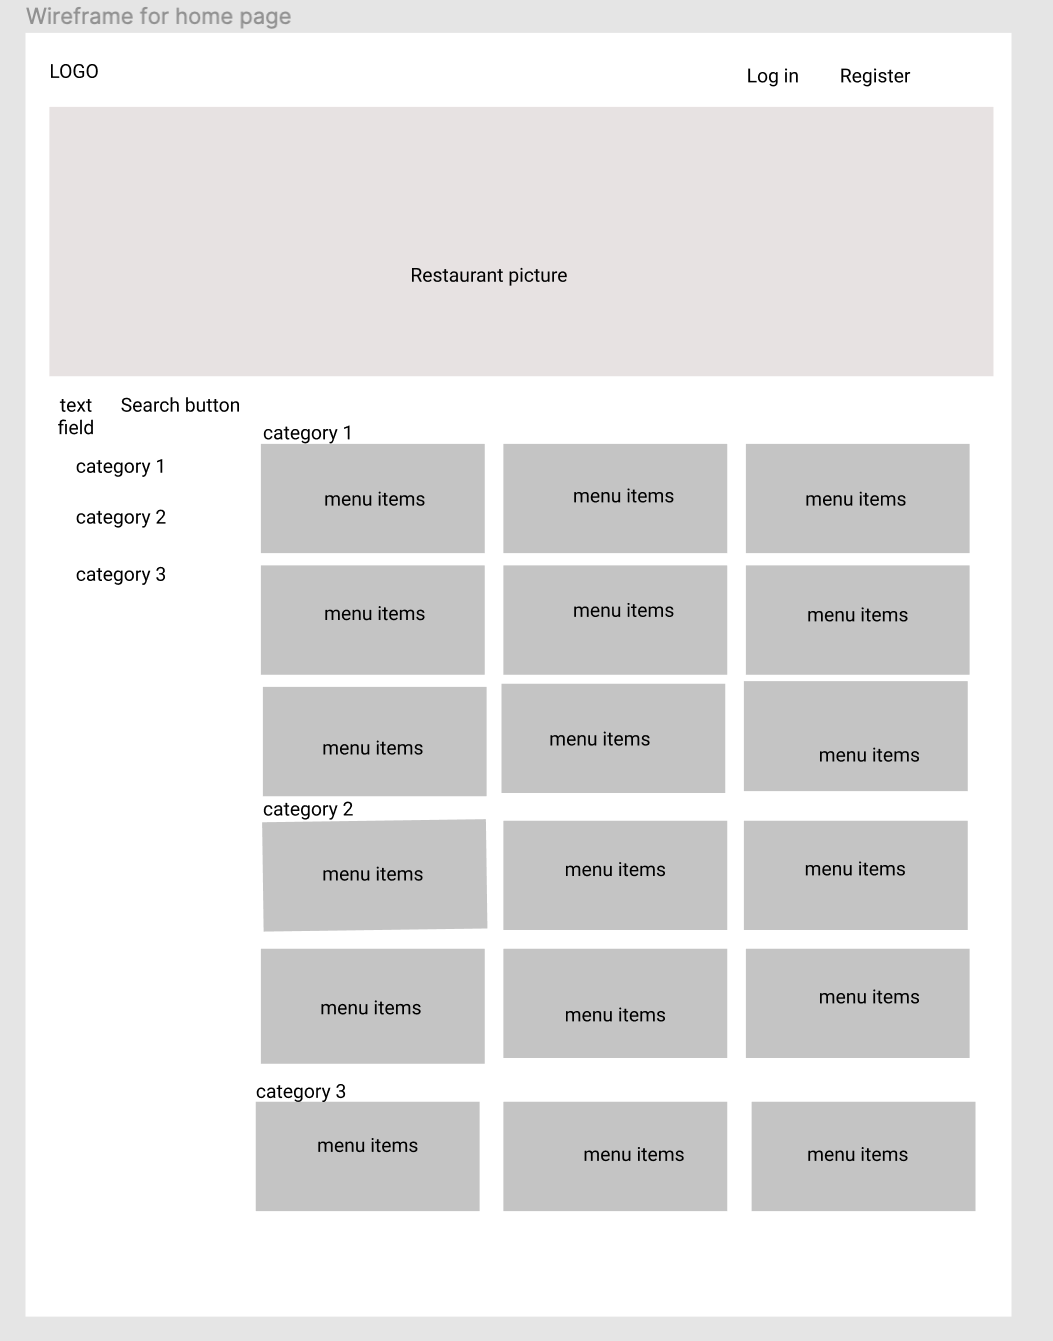 Wireframe for home page
LOGO
Log in
Register
Restaurant picture
text
field
Search button
category 1
category 2
category 3
category 1
menu items
menu items
menu items
menu items
menu items
menu items
menu items
menu items
menu items
category 2
menu items
menu items
menu items
menu items
menu items
menu items
category 3
menu items
menu items
menu items